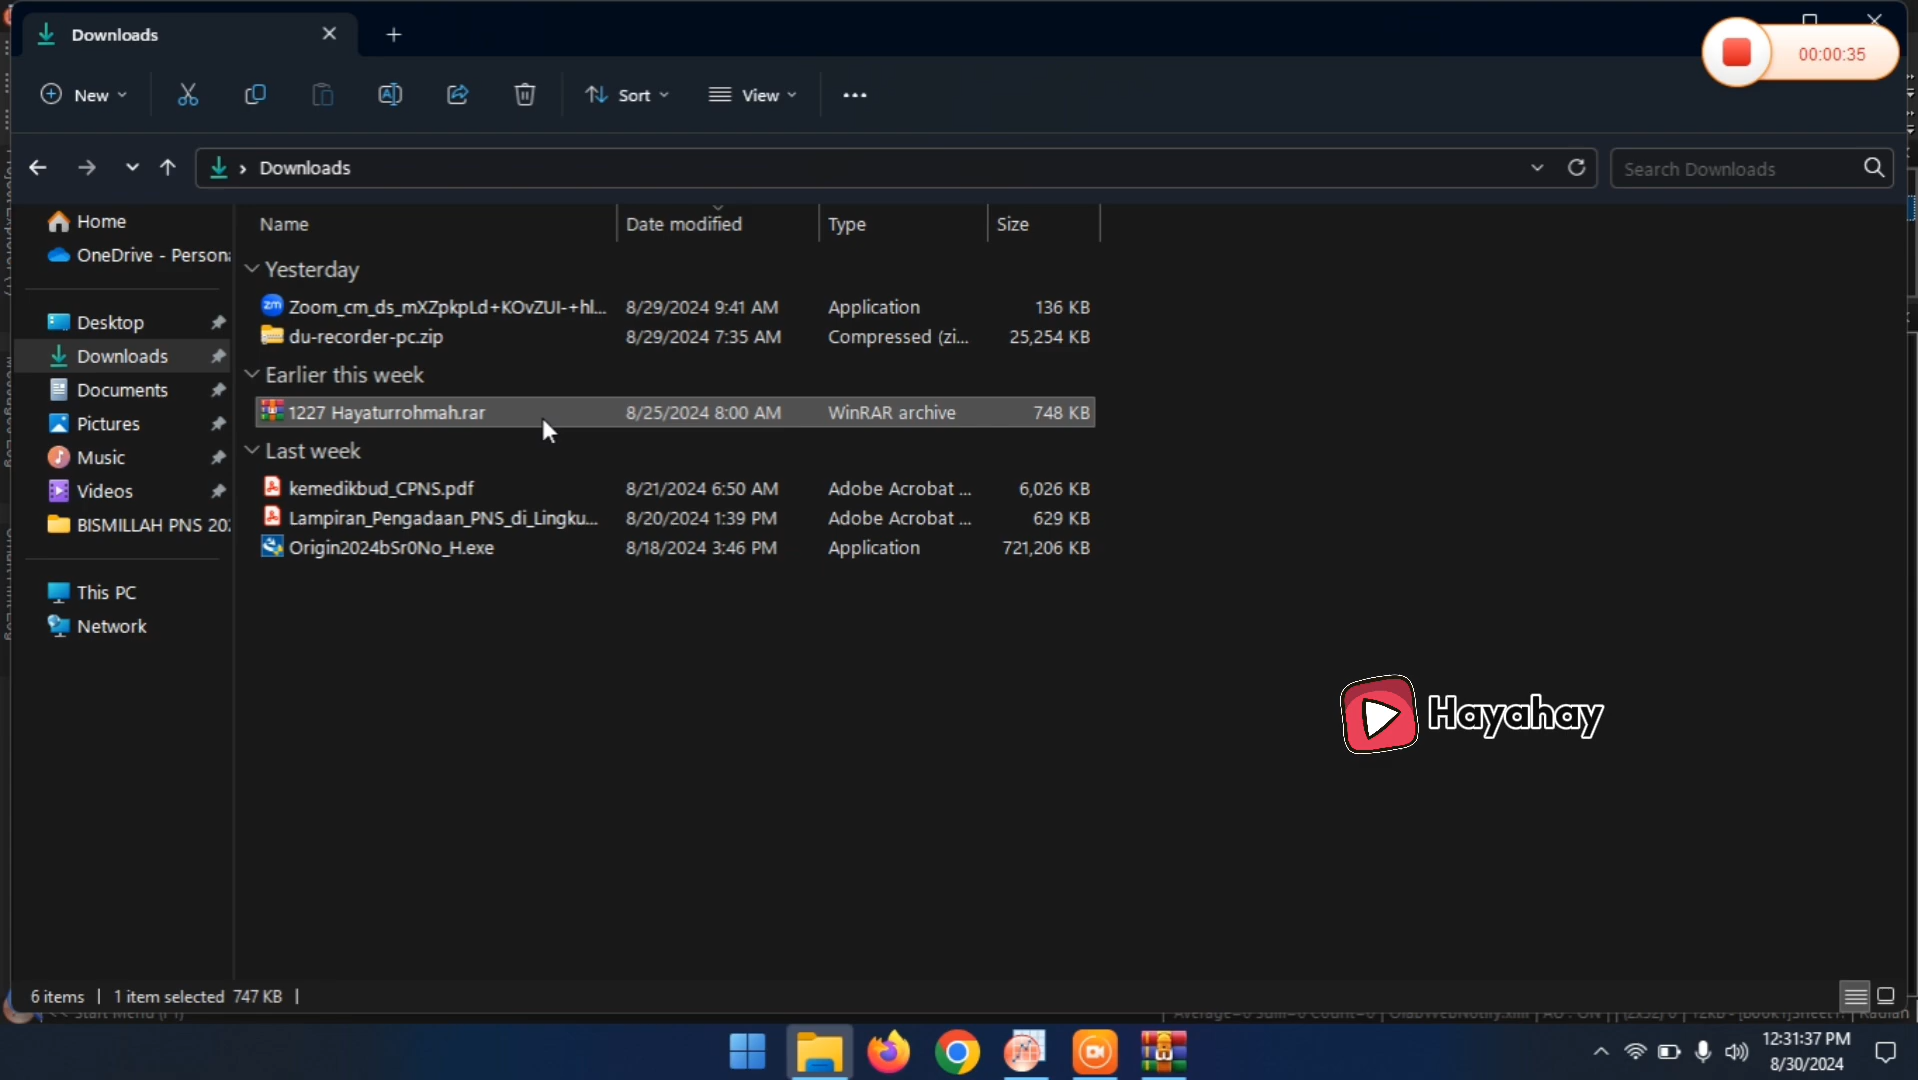 Downloads
00:00:35
New
Sort
View
Downloads
Search Downloads
Home
OneDrive - Persona
Desktop
Downloads
Documents
Pictures
Music
Videos
BISMILLAH PNS 20
This PC
Network
Name Date modified Type Size
Yesterday
Zoom_cm_ds_mXZpkpLd+KOvZUI-+hl... 8/29/2024 9:41 AM Application 136 KB
du-recorder-pc.zip 8/29/2024 7:35 AM Compressed (zi... 25,254 KB
Earlier this week
1227 Hayaturrohmah.rar 8/25/2024 8:00 AM WinRAR archive 748 KB
Last week
kemedikbud_CPNS.pdf 8/21/2024 6:50 AM Adobe Acrobat ... 6,026 KB
Lampiran_Pengadaan_PNS_di_Lingku... 8/20/2024 1:39 PM Adobe Acrobat ... 629 KB
Origin2024bSr0No_H.exe 8/18/2024 3:46 PM Application 721,206 KB
Hayahay
6 items | 1 item selected 747 KB |
<< Start Menu (F1)
12:31:37 PM
8/30/2024